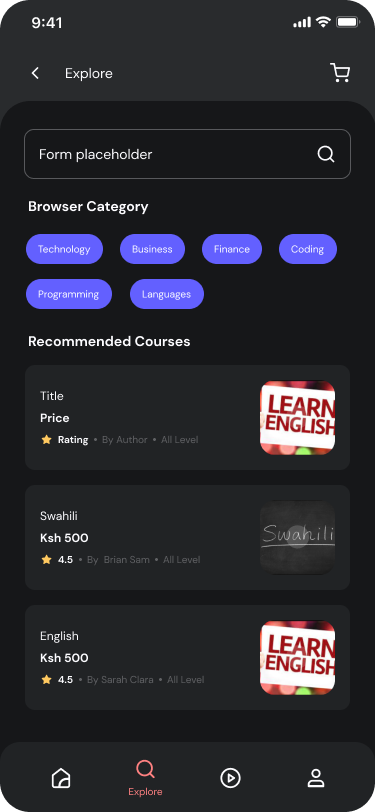 9:41
Explore
Form placeholder
Browser Category
Technology
Business
Finance
Coding
Programming
Languages
Recommended Courses
Title
Price
Rating • By Author • All Level
LEARN
ENGLISH
Swahili
Ksh 500
4.5 • By Brian Sam • All Level
Swahili
English
Ksh 500
4.5 • By Sarah Clara • All Level
LEARN
ENGLISH
Explore